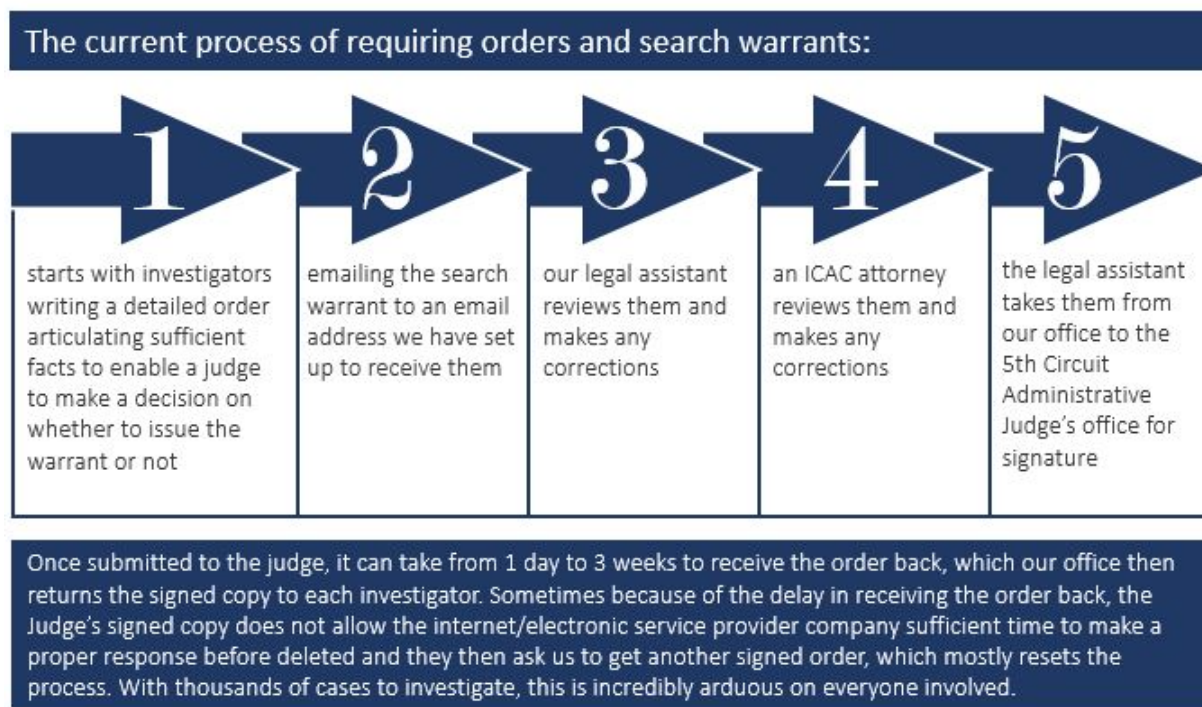 The current process of requiring orders and search warrants:
1
starts with investigators
writing a detailed order
articulating sufficient
facts to enable a judge
to make a decision on
whether to issue the
warrant or not
2
emailing the search
warrant to an email
address we have set
up to receive them
3
our legal assistant
reviews them and
makes any
corrections
4
an ICAC attorney
reviews them and
makes any
corrections
5
the legal assistant
takes them from
our office to the
5th Circuit
Administrative
Judge's office for
signature
Once submitted to the judge, it can take from 1 day to 3 weeks to receive the order back, which our office then
returns the signed copy to each investigator. Sometimes because of the delay in receiving the order back, the
Judge's signed copy does not allow the internet/electronic service provider company sufficient time to make a
proper response before deleted and they then ask us to get another signed order, which mostly resets the
process. With thousands of cases to investigate, this is incredibly arduous on everyone involved.